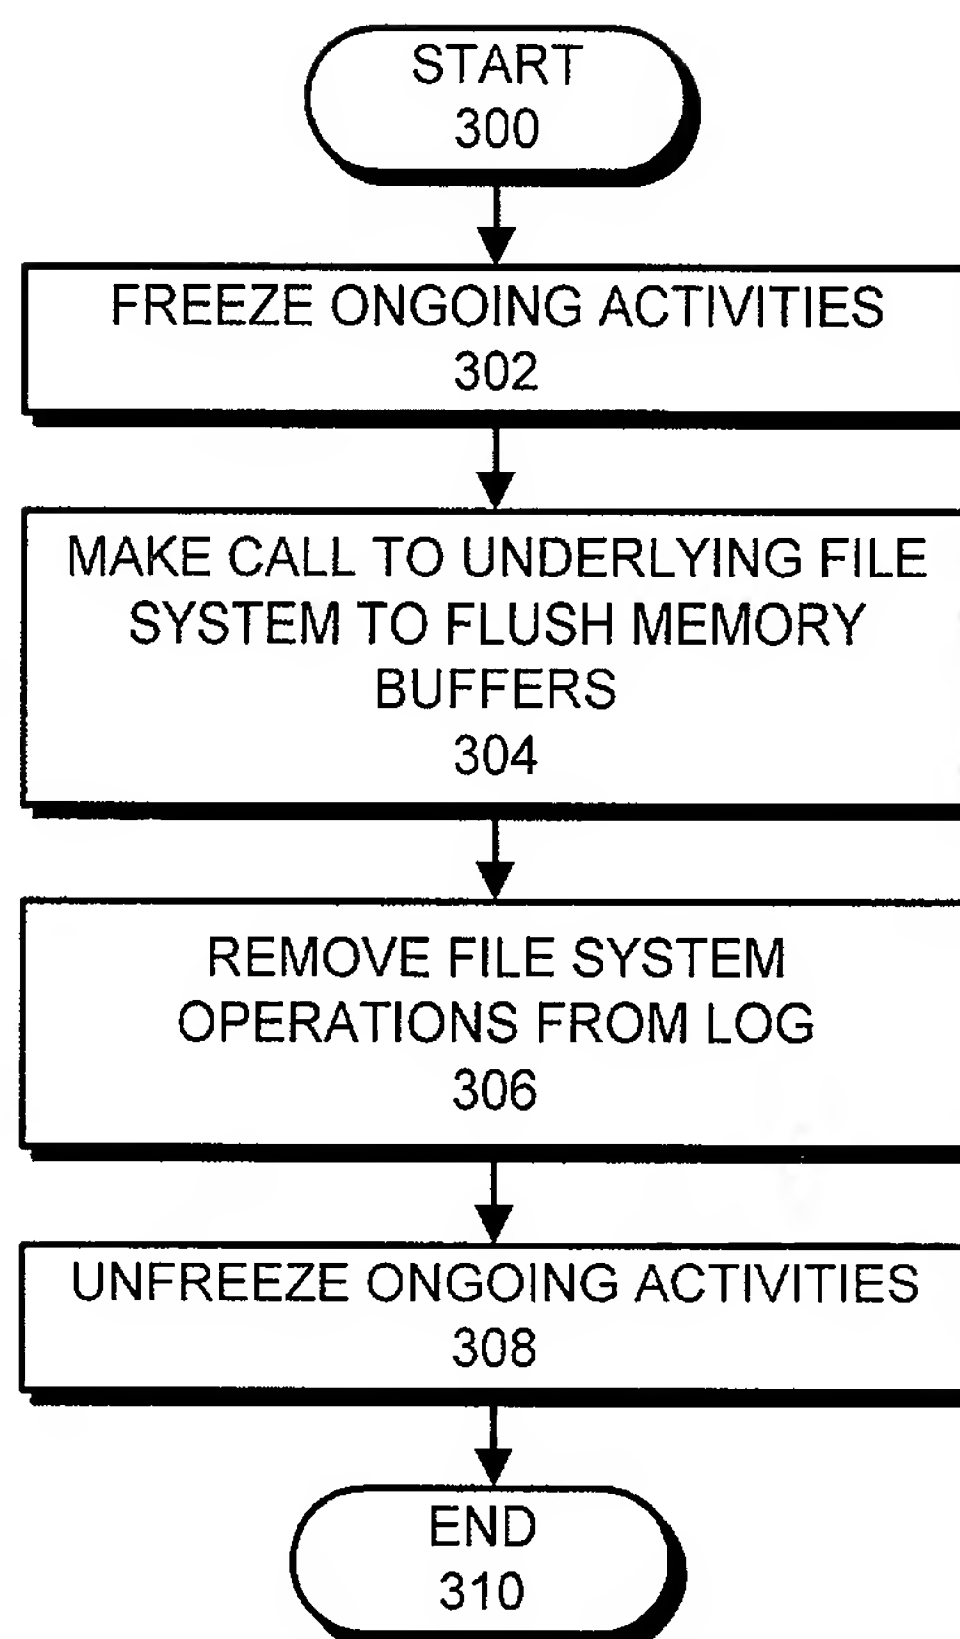 START
300
FREEZE ONGOING ACTIVITIES
302
MAKE CALL TO UNDERLYING FILE
SYSTEM TO FLUSH MEMORY
BUFFERS
304
REMOVE FILE SYSTEM
OPERATIONS FROM LOG
306
UNFREEZE ONGOING ACTIVITIES
308
END
310